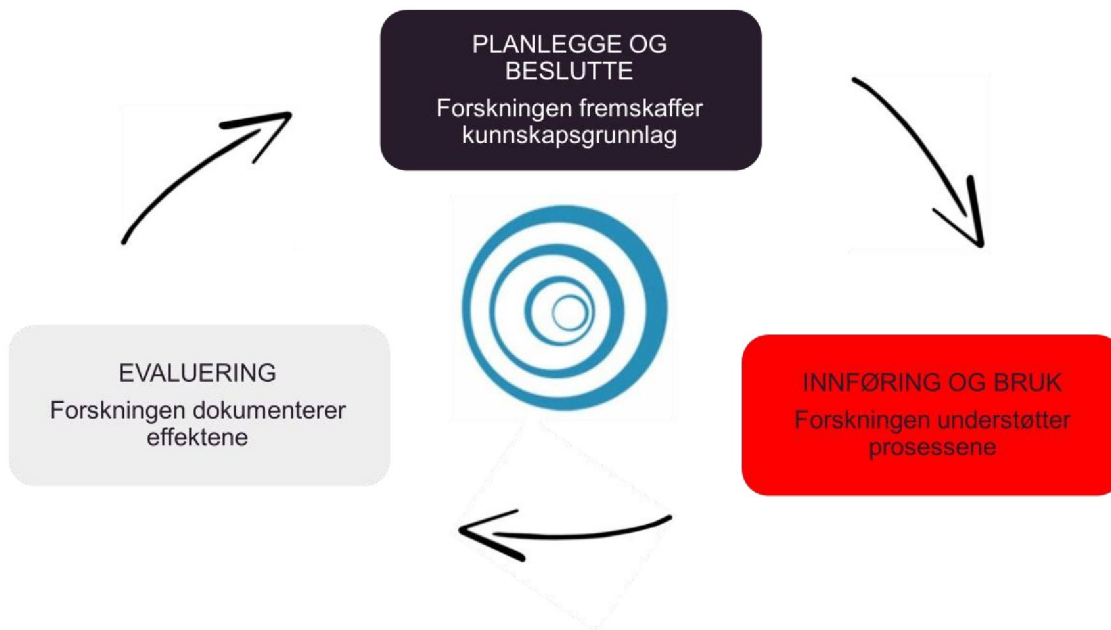 PLANLEGGE OG
BESLUTTE
Forskningen fremskaffer
kunnskapsgrunnlag
EVALUERING
Forskningen dokumenterer
effektene
INNFØRING OG BRUK
Forskningen understøtter
prosessene